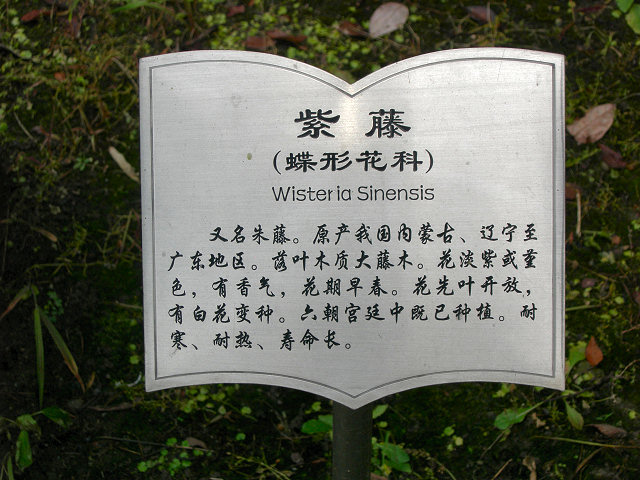 紫藤
(蝶形花科)
Wisteria Sinensis
又名朱藤。原产我国内蒙古、辽宁至
广东地区。落叶木质大藤木。花淡紫或堇
色，有香气，花期早春。花先叶开放，
有白花变种。六朝宫廷中既已种植。耐
寒、耐热、寿命长。